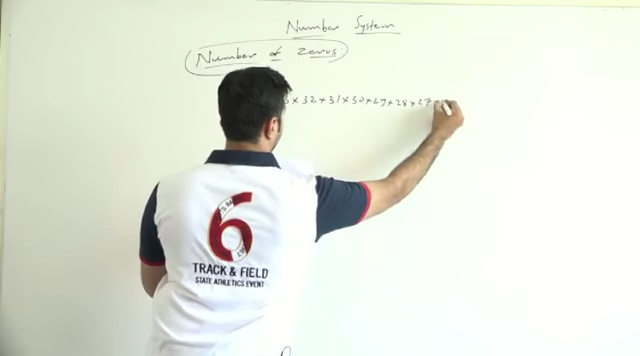 Number System
Number of zeros:
3 × 32 × 31 × 30 × 29 × 28 × 27 ×
6
TRACK & FIELD
STATE ATHLETICS EVENT